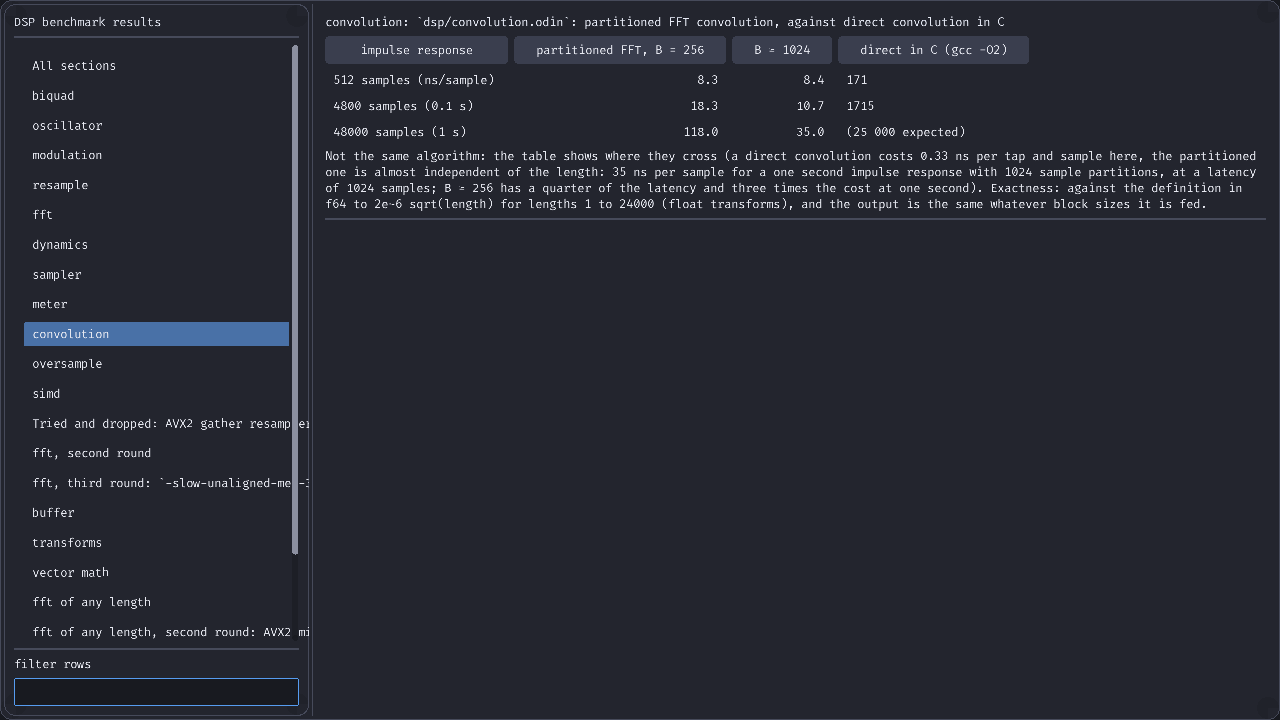 DSP benchmark results
All sections
biquad
oscillator
modulation
resample
fft
dynamics
sampler
meter
convolution
oversample
simd
Tried and dropped: AVX2 gather resampler
fft, second round
fft, third round: `-slow-unaligned-mem-3
buffer
transforms
vector math
fft of any length
fft of any length, second round: AVX2 mi
filter rows
convolution: `dsp/convolution.odin`: partitioned FFT convolution, against direct convolution in C
impulse response partitioned FFT, B = 256 B = 1024 direct in C (gcc -O2)
512 samples (ns/sample) 8.3 8.4 171
4800 samples (0.1 s) 18.3 10.7 1715
48000 samples (1 s) 118.0 35.0 (25 000 expected)
Not the same algorithm: the table shows where they cross (a direct convolution costs 0.33 ns per tap and sample here, the partitioned
one is almost independent of the length: 35 ns per sample for a one second impulse response with 1024 sample partitions, at a latency
of 1024 samples; B = 256 has a quarter of the latency and three times the cost at one second). Exactness: against the definition in
f64 to 2e-6 sqrt(length) for lengths 1 to 24000 (float transforms), and the output is the same whatever block sizes it is fed.